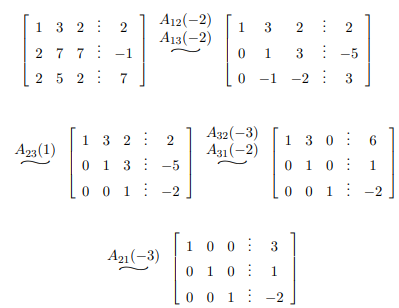 1 3 2 ⋮ 2 A₁₂(−2) 1 3 2 ⋮ 2
2 7 7 ⋮ −1 A₁₃(−2) 0 1 3 ⋮ −5
2 5 2 ⋮ 7 ∼ 0 −1 −2 ⋮ 3
1 3 2 ⋮ 2 A₃₂(−3) 1 3 0 ⋮ 6
A₂₃(1) ∼ 0 1 3 ⋮ −5 A₃₁(−2) ∼ 0 1 0 ⋮ 1
0 0 1 ⋮ −2 0 0 1 ⋮ −2
1 0 0 ⋮ 3
A₂₁(−3) ∼ 0 1 0 ⋮ 1
0 0 1 ⋮ −2